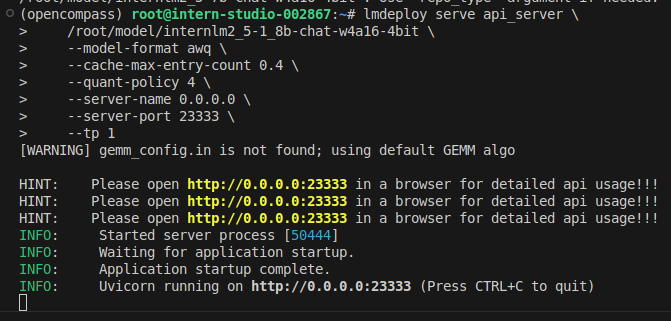 (opencompass) root@intern-studio-002867:~# lmdeploy serve api_server \
>     /root/model/internlm2_5-1_8b-chat-w4a16-4bit \
>     --model-format awq \
>     --cache-max-entry-count 0.4 \
>     --quant-policy 4 \
>     --server-name 0.0.0.0 \
>     --server-port 23333 \
>     --tp 1
[WARNING] gemm_config.in is not found; using default GEMM algo
HINT:    Please open http://0.0.0.0:23333 in a browser for detailed api usage!!!
HINT:    Please open http://0.0.0.0:23333 in a browser for detailed api usage!!!
HINT:    Please open http://0.0.0.0:23333 in a browser for detailed api usage!!!
INFO:     Started server process [50444]
INFO:     Waiting for application startup.
INFO:     Application startup complete.
INFO:     Uvicorn running on http://0.0.0.0:23333 (Press CTRL+C to quit)